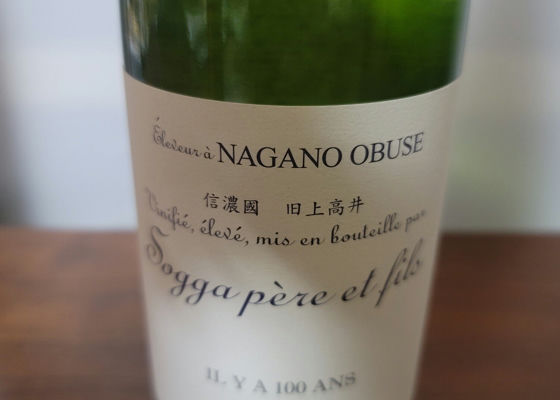 Éleveur à NAGANO OBUSE
信濃國 旧上高井
Vinifié, élevé, mis en bouteille par
Sogga père et fils
IL Y A 100 ANS